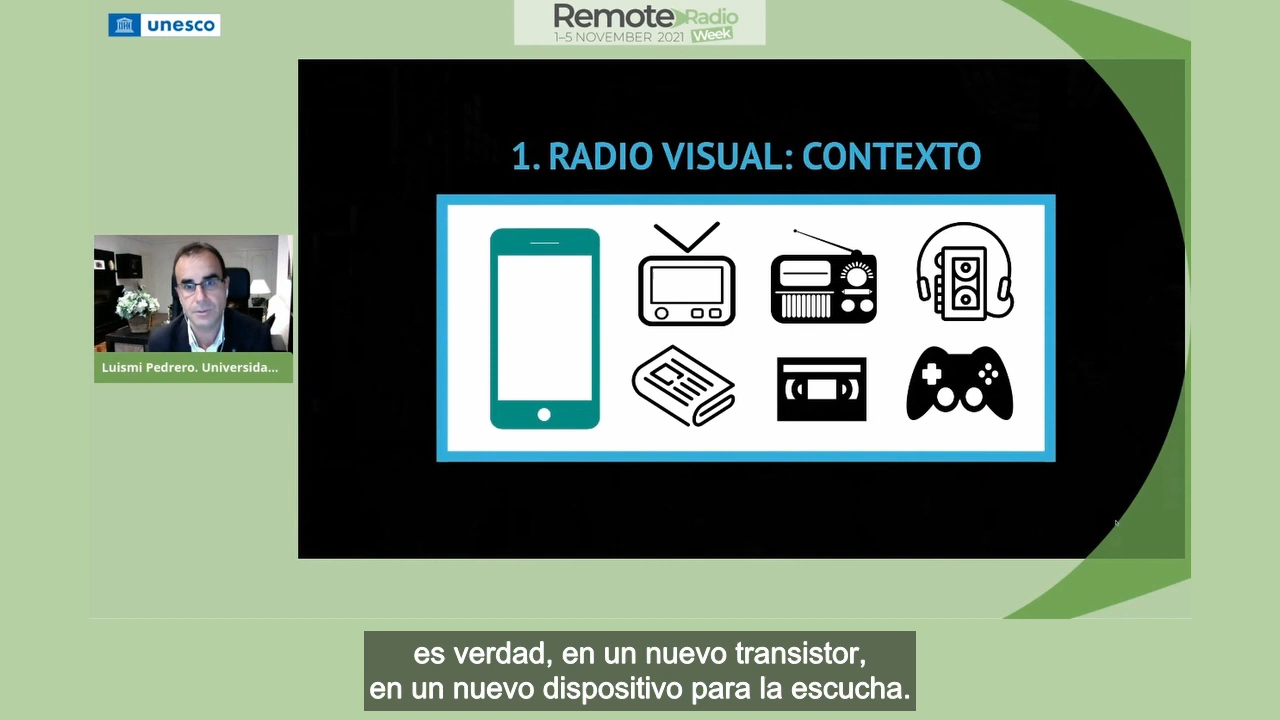 unesco
Remote Radio
1–5 NOVEMBER 2021 Week
1. RADIO VISUAL: CONTEXTO
Luismi Pedrero. Universida...
es verdad, en un nuevo transistor,
en un nuevo dispositivo para la escucha.